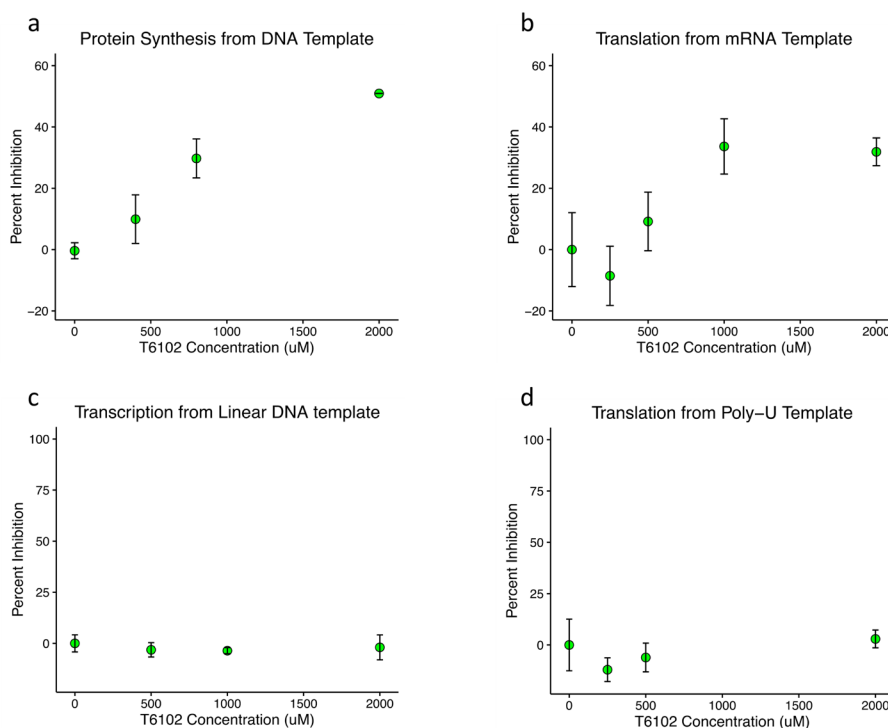 a
Protein Synthesis from DNA Template
60
40
20
0
−20
Percent Inhibition
0 500 1000 1500 2000
T6102 Concentration (uM)
b
Translation from mRNA Template
60
40
20
0
−20
Percent Inhibition
0 500 1000 1500 2000
T6102 Concentration (uM)
c
Transcription from Linear DNA template
100
75
50
25
0
Percent Inhibition
0 500 1000 1500 2000
T6102 Concentration (uM)
d
Translation from Poly−U Template
100
75
50
25
0
Percent Inhibition
0 500 1000 1500 2000
T6102 Concentration (uM)